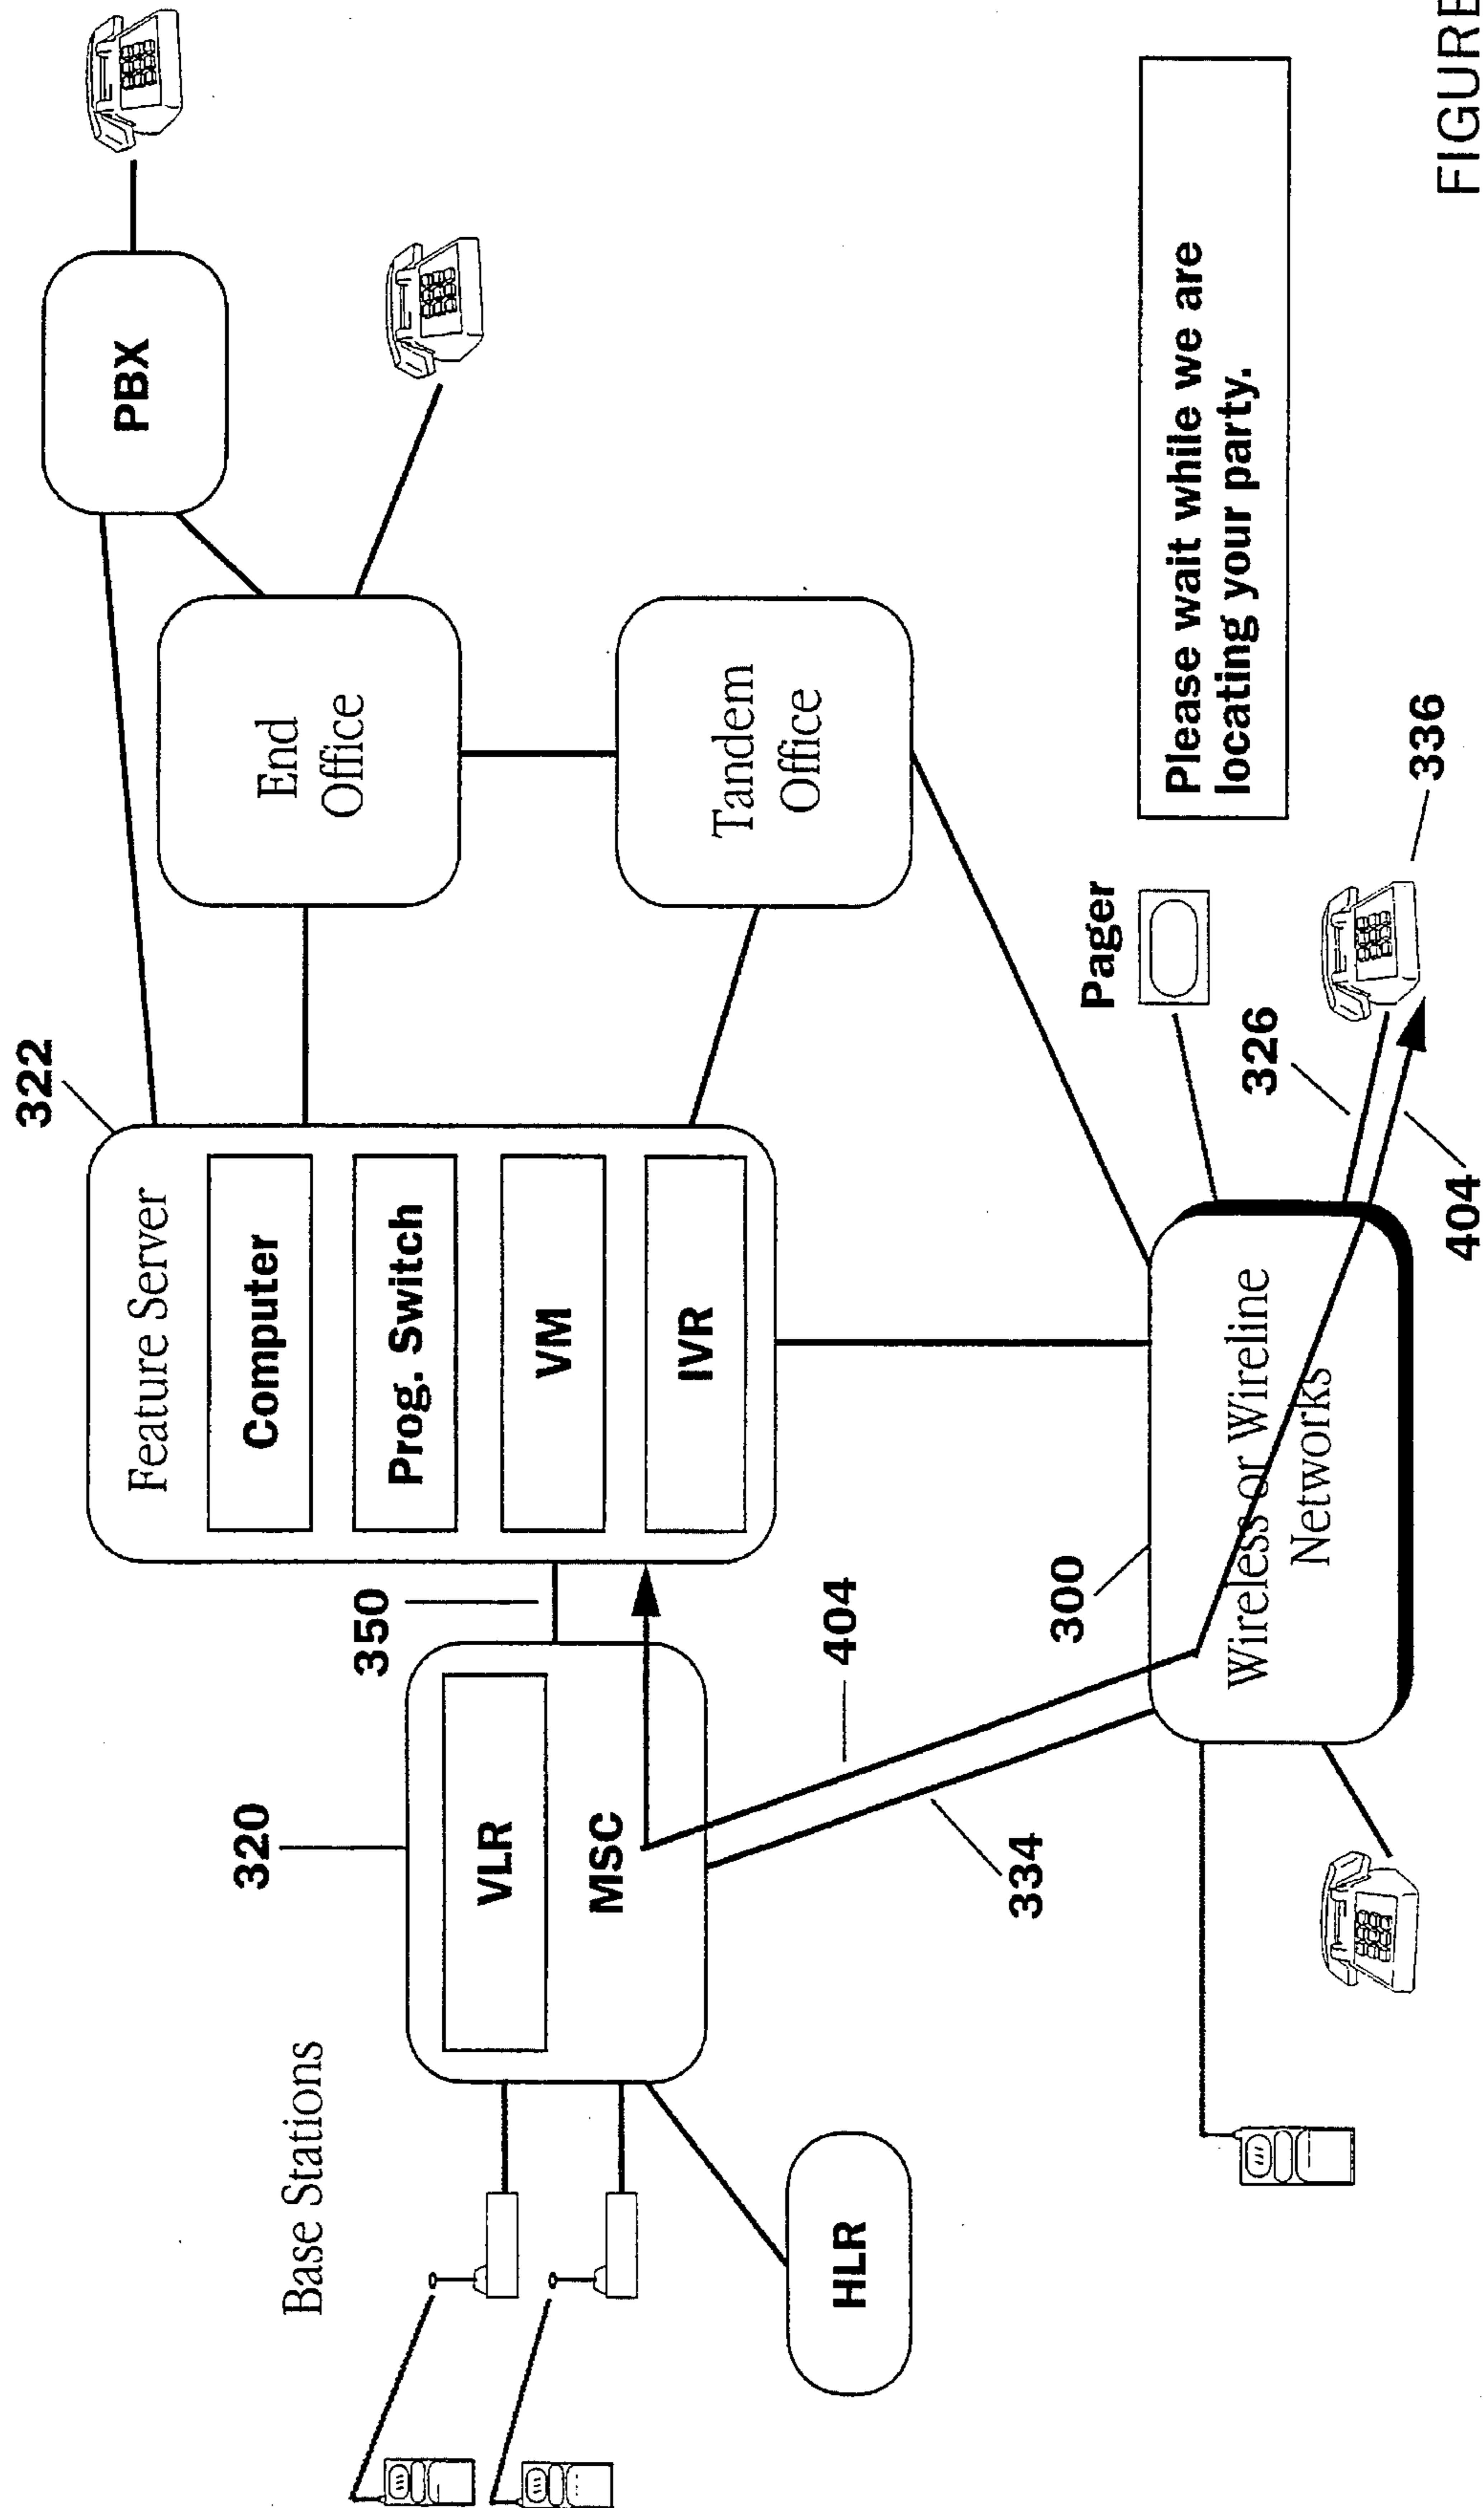 Base Stations
320
VLR
MSC
HLR
350
322
Feature Server
Computer
Prog. Switch
VM
IVR
PBX
End
Office
Tandem
Office
404
334
300
Wireless or Wireline
Networks
Pager
326
404
336
Please wait while we are
locating your party.
FIGURE